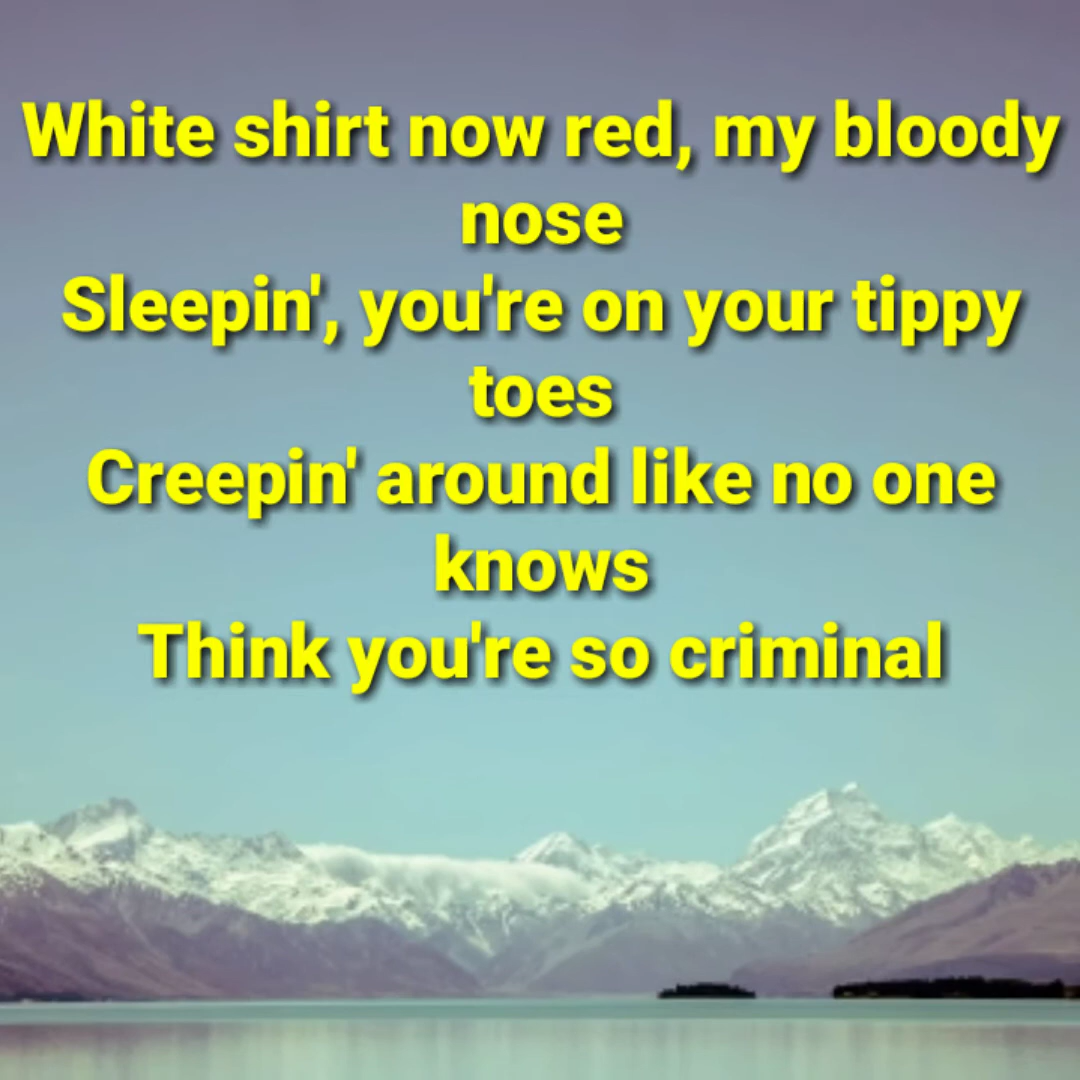 White shirt now red, my bloody
nose
Sleepin', you're on your tippy
toes
Creepin' around like no one
knows
Think you're so criminal